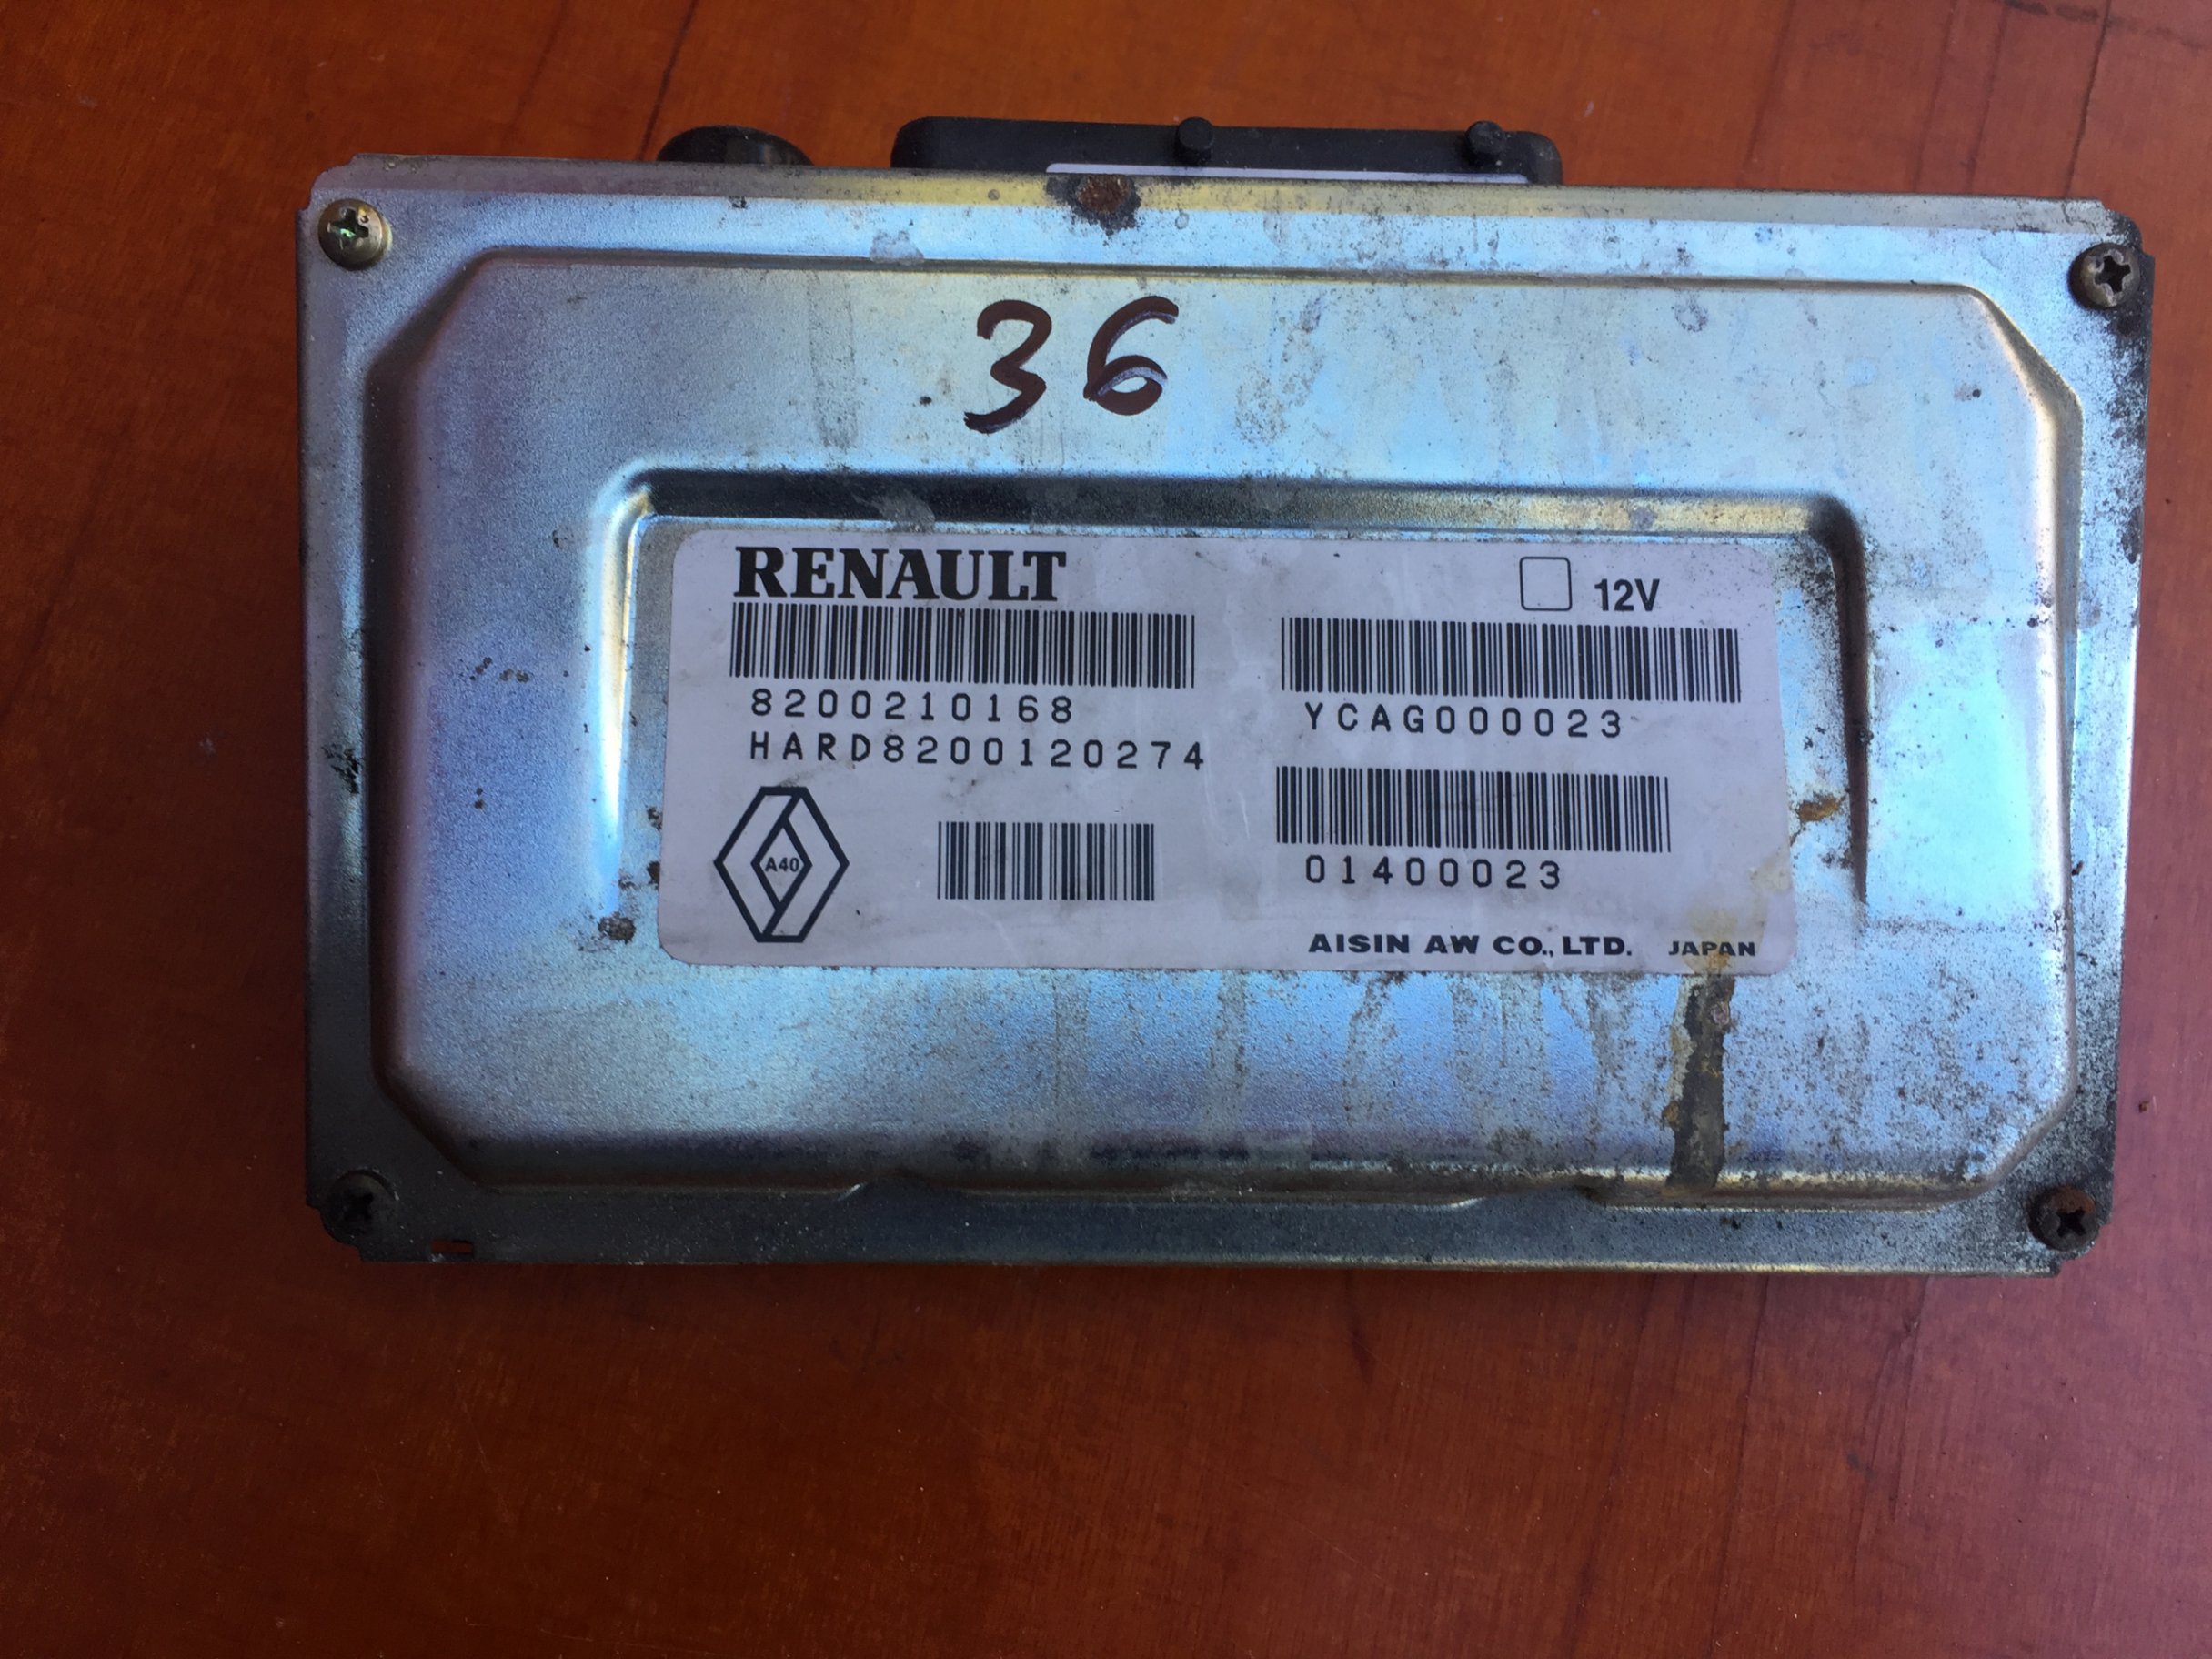 36
RENAULT
12V
8200210168
YCAG000023
HARD8200120274
A40
01400023
AISIN AW CO., LTD. JAPAN